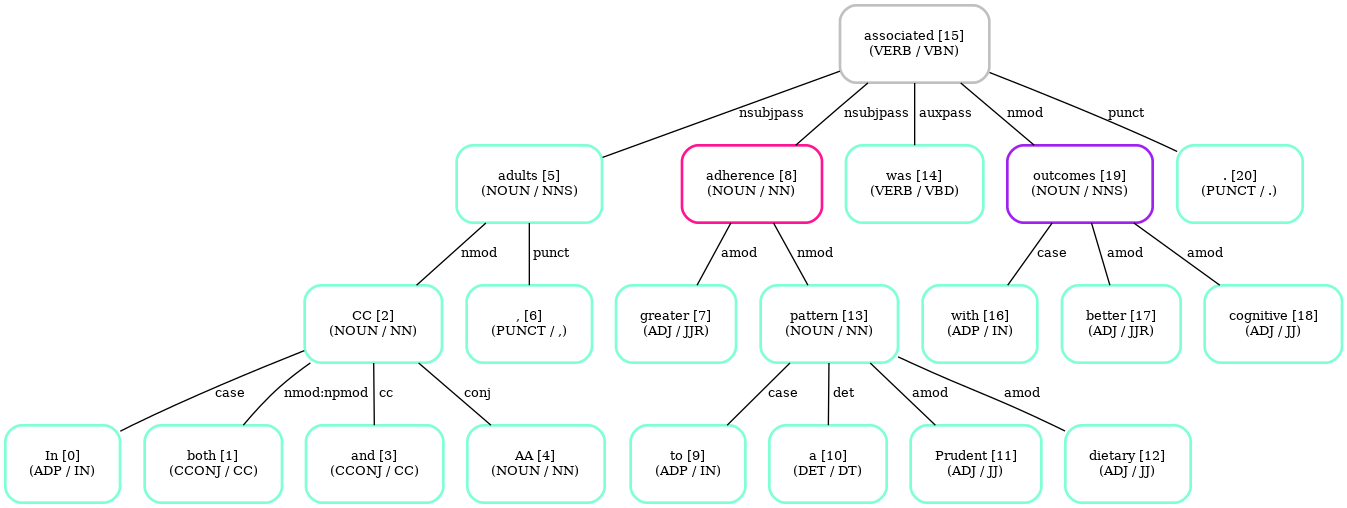 associated [15]
(VERB / VBN)
nsubjpass
nsubjpass
auxpass
nmod
punct
adults [5]
(NOUN / NNS)
adherence [8]
(NOUN / NN)
was [14]
(VERB / VBD)
outcomes [19]
(NOUN / NNS)
. [20]
(PUNCT / .)
nmod
punct
amod
nmod
case
amod
amod
CC [2]
(NOUN / NN)
, [6]
(PUNCT / ,)
greater [7]
(ADJ / JJR)
pattern [13]
(NOUN / NN)
with [16]
(ADP / IN)
better [17]
(ADJ / JJR)
cognitive [18]
(ADJ / JJ)
case
nmod:npmod
cc
conj
case
det
amod
amod
In [0]
(ADP / IN)
both [1]
(CCONJ / CC)
and [3]
(CCONJ / CC)
AA [4]
(NOUN / NN)
to [9]
(ADP / IN)
a [10]
(DET / DT)
Prudent [11]
(ADJ / JJ)
dietary [12]
(ADJ / JJ)